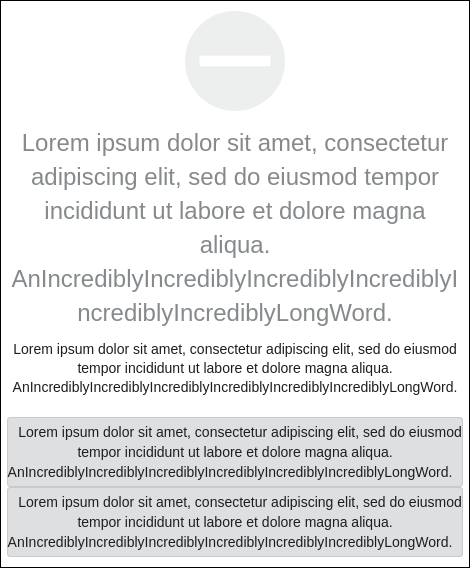 Lorem ipsum dolor sit amet, consectetur
adipiscing elit, sed do eiusmod tempor
incididunt ut labore et dolore magna
aliqua.
AnIncrediblyIncrediblyIncrediblyIncrediblyI
ncrediblyIncrediblyLongWord.
Lorem ipsum dolor sit amet, consectetur adipiscing elit, sed do eiusmod
tempor incididunt ut labore et dolore magna aliqua.
AnIncrediblyIncrediblyIncrediblyIncrediblyIncrediblyIncrediblyLongWord.
Lorem ipsum dolor sit amet, consectetur adipiscing elit, sed do eiusmod
tempor incididunt ut labore et dolore magna aliqua.
AnIncrediblyIncrediblyIncrediblyIncrediblyIncrediblyIncrediblyLongWord.
Lorem ipsum dolor sit amet, consectetur adipiscing elit, sed do eiusmod
tempor incididunt ut labore et dolore magna aliqua.
AnIncrediblyIncrediblyIncrediblyIncrediblyIncrediblyIncrediblyLongWord.